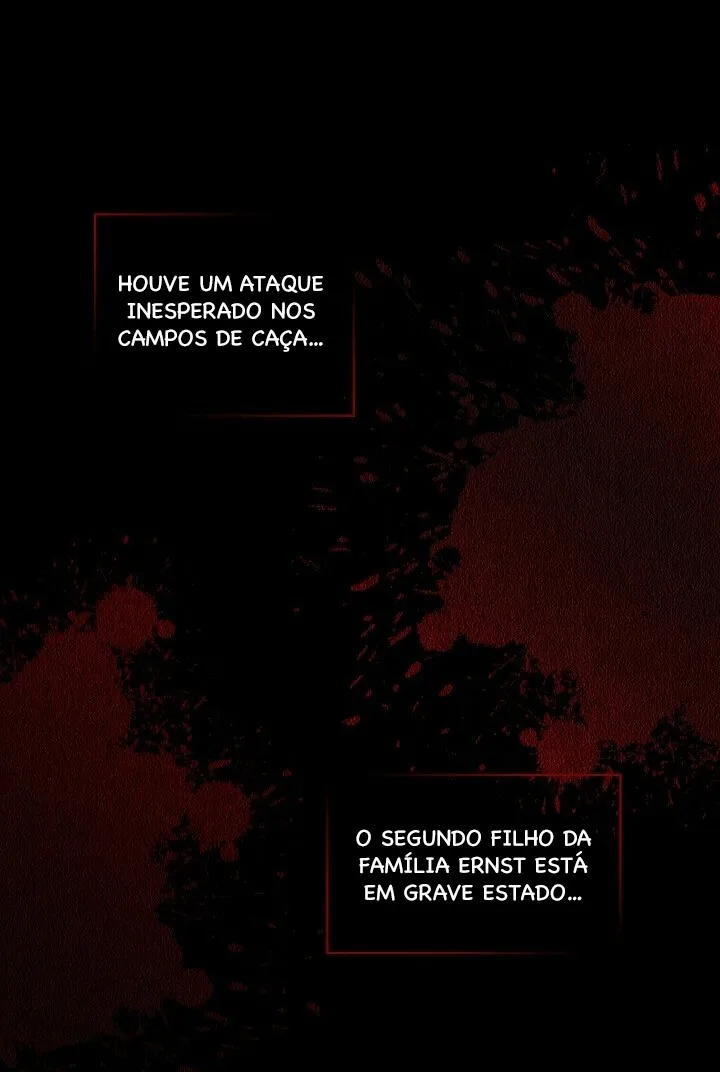 HOUVE UM ATAQUE
INESPERADO NOS
CAMPOS DE CAÇA...
O SEGUNDO FILHO DA
FAMÍLIA ERNST ESTÁ
EM GRAVE ESTADO...